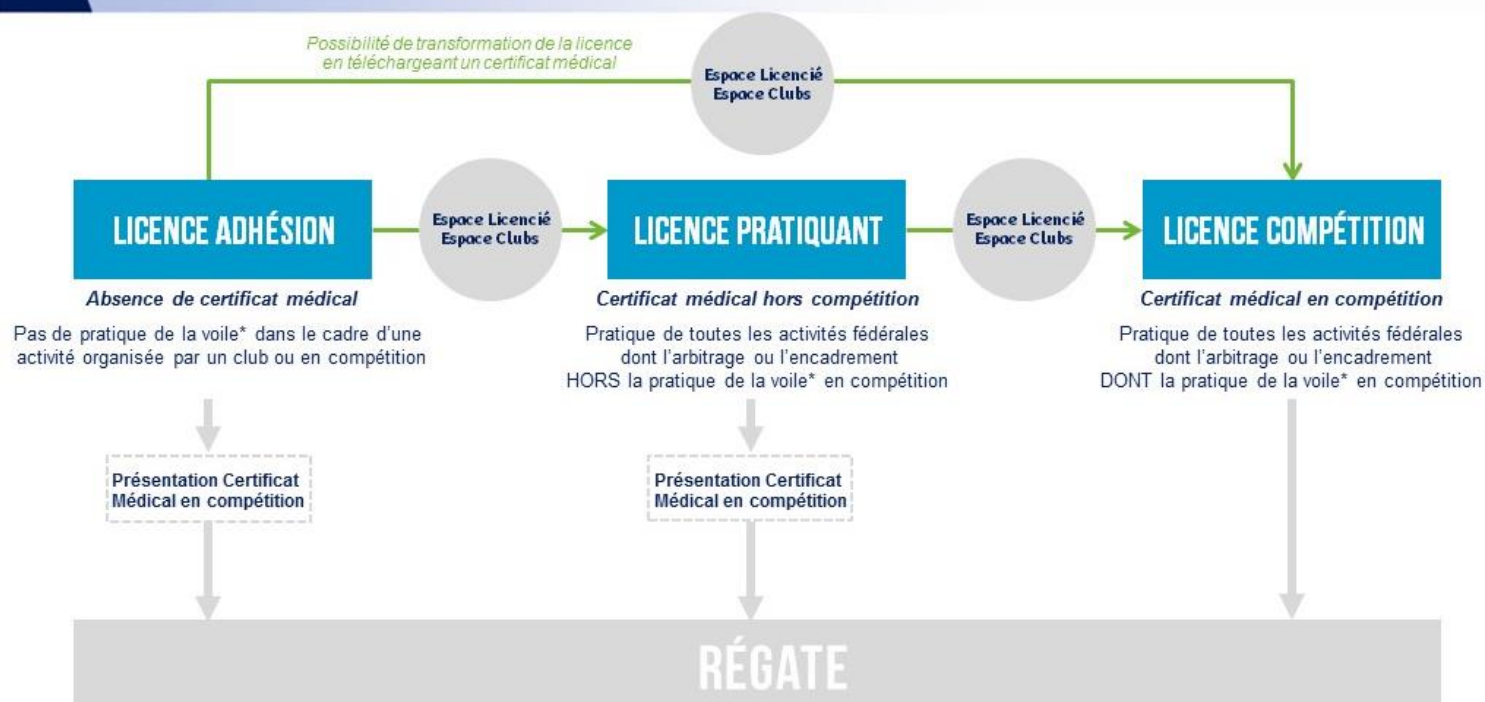 Possibilité de transformation de la licence
en téléchargeant un certificat médical
Espace Licencié
Espace Clubs
LICENCE ADHÉSION
Espace Licencié
Espace Clubs
LICENCE PRATIQUANT
Espace Licencié
Espace Clubs
LICENCE COMPÉTITION
Absence de certificat médical
Pas de pratique de la voile* dans le cadre d'une
activité organisée par un club ou en compétition
Certificat médical hors compétition
Pratique de toutes les activités fédérales
dont l'arbitrage ou l'encadrement
HORS la pratique de la voile* en compétition
Certificat médical en compétition
Pratique de toutes les activités fédérales
dont l'arbitrage ou l'encadrement
DONT la pratique de la voile* en compétition
Présentation Certificat
Médical en compétition
Présentation Certificat
Médical en compétition
RÉGATE